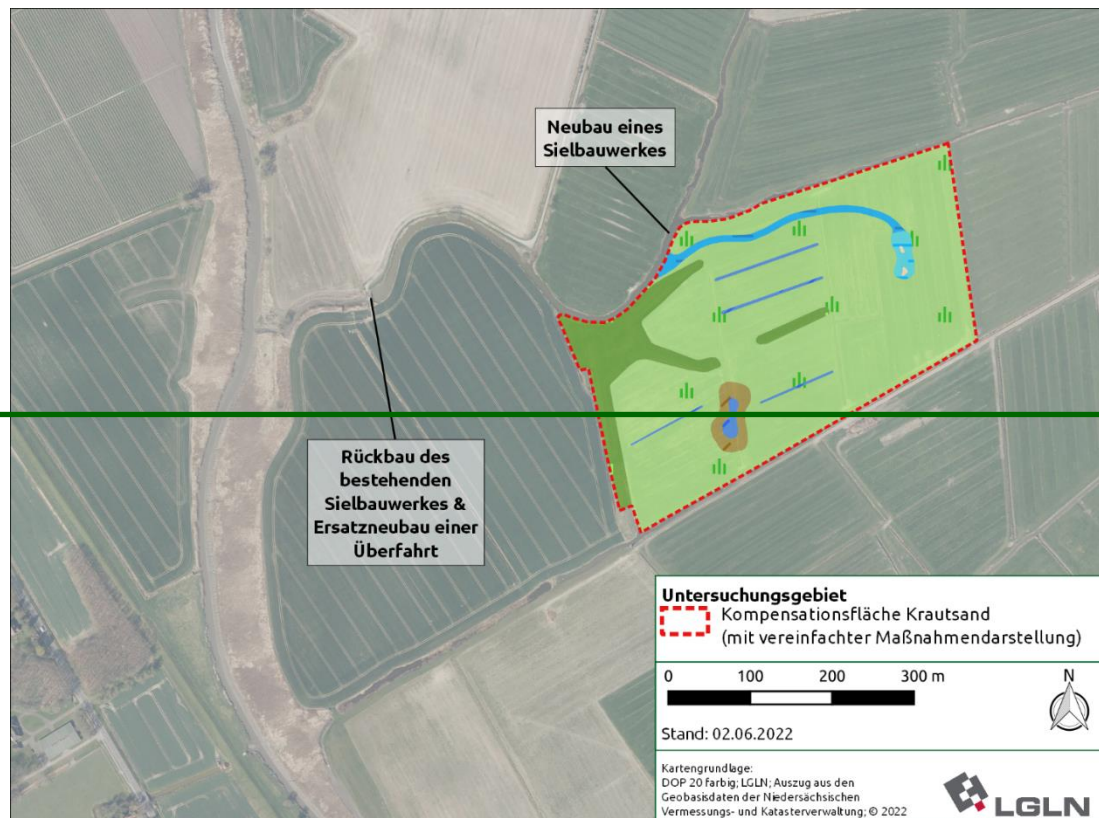 Neubau eines
Sielbauwerkes
Rückbau des
bestehenden
Sielbauwerkes &
Ersatzneubau einer
Überfahrt
Untersuchungsgebiet
Kompensationsfläche Krautsand
(mit vereinfachter Maßnahmendarstellung)
0 100 200 300 m
N
Stand: 02.06.2022
Kartengrundlage:
DOP 20 farbig; LGLN; Auszug aus den
Geobasisdaten der Niedersächsischen
Vermessungs- und Katasterverwaltung; © 2022
LGLN